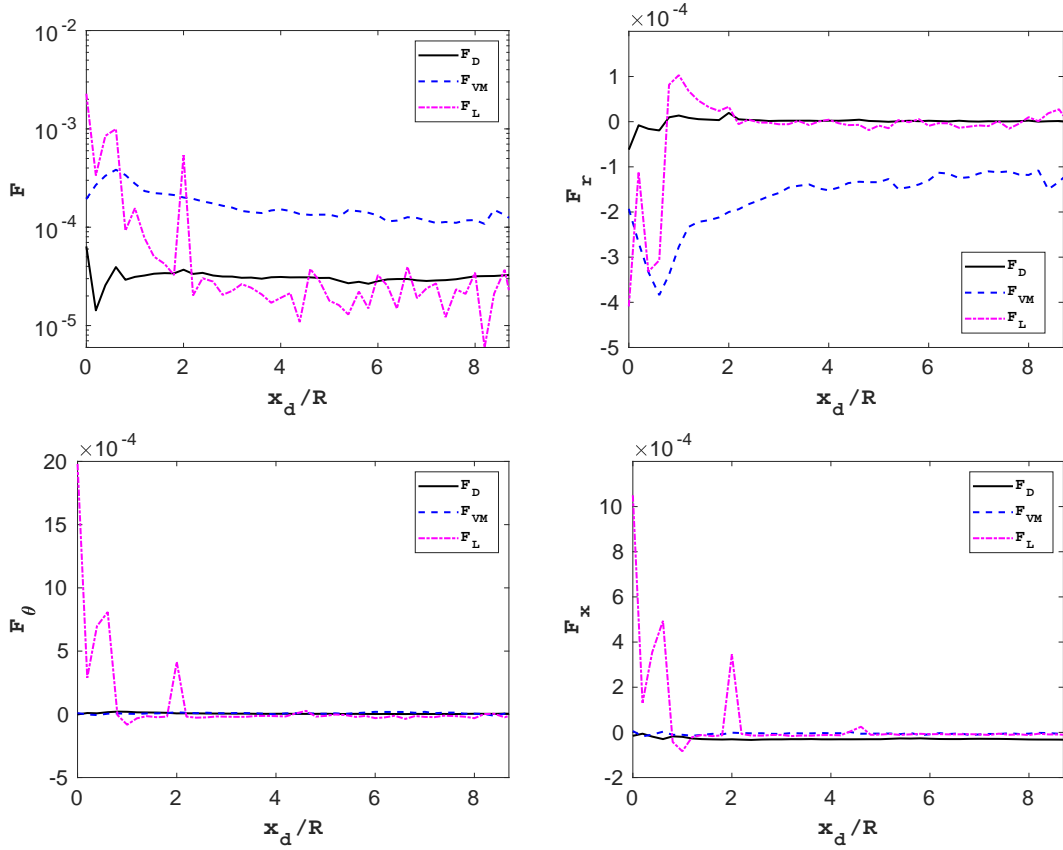 10^-2
10^-3
10^-4
10^-5
F
0 2 4 6 8
x_d/R
F_D
F_VM
F_L
×10^-4
1
0
-1
-2
-3
-4
-5
F_r
0 2 4 6 8
x_d/R
F_D
F_VM
F_L
×10^-4
20
15
10
5
0
-5
F_θ
0 2 4 6 8
x_d/R
F_D
F_VM
F_L
×10^-4
10
8
6
4
2
0
-2
F_x
0 2 4 6 8
x_d/R
F_D
F_VM
F_L